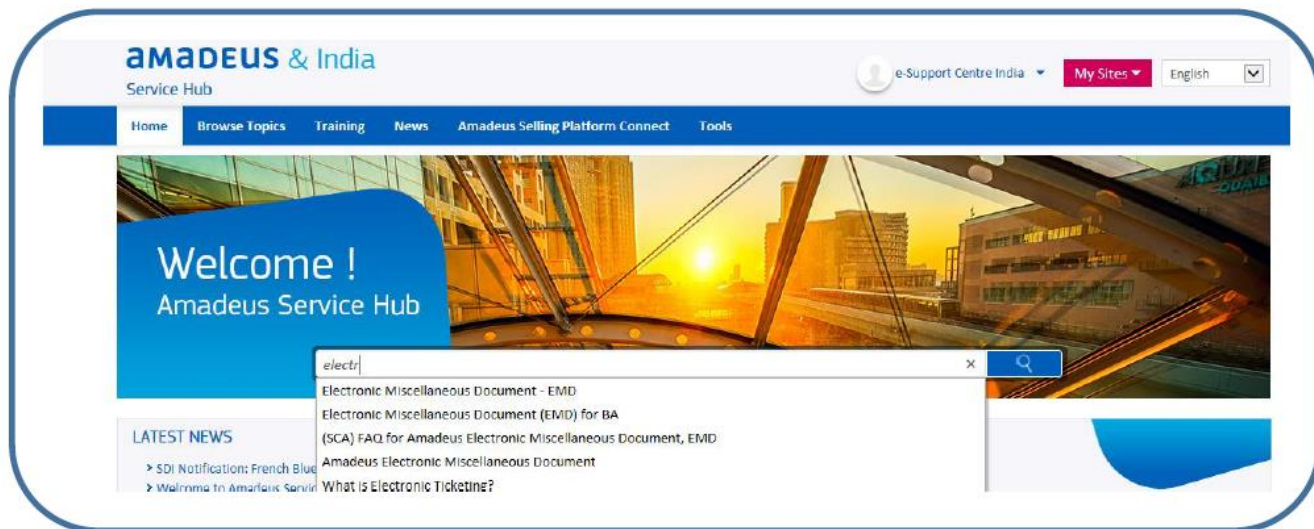 amadeus & India
Service Hub
e-Support Centre India
My Sites
English
Home Browse Topics Training News Amadeus Selling Platform Connect Tools
Welcome !
Amadeus Service Hub
electr
Electronic Miscellaneous Document - EMD
Electronic Miscellaneous Document (EMD) for BA
(SCA) FAQ for Amadeus Electronic Miscellaneous Document, EMD
Amadeus Electronic Miscellaneous Document
What is Electronic Ticketing?
LATEST NEWS
> SDI Notification: French Blue
> Welcome to Amadeus Servic